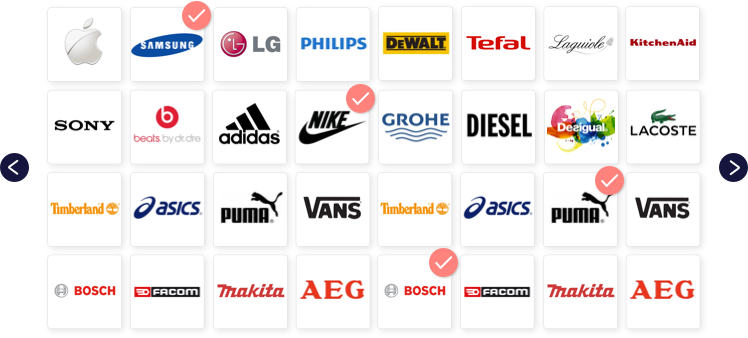 SAMSUNG
LG
PHILIPS
DEWALT
Tefal
Laguiole
KitchenAid
SONY
beats by dr.dre
adidas
NIKE
GROHE
DIESEL
Desigual.
LACOSTE
Timberland
asics
PUMA
VANS
Timberland
asics
PUMA
VANS
BOSCH
FACOM
makita
AEG
BOSCH
FACOM
makita
AEG